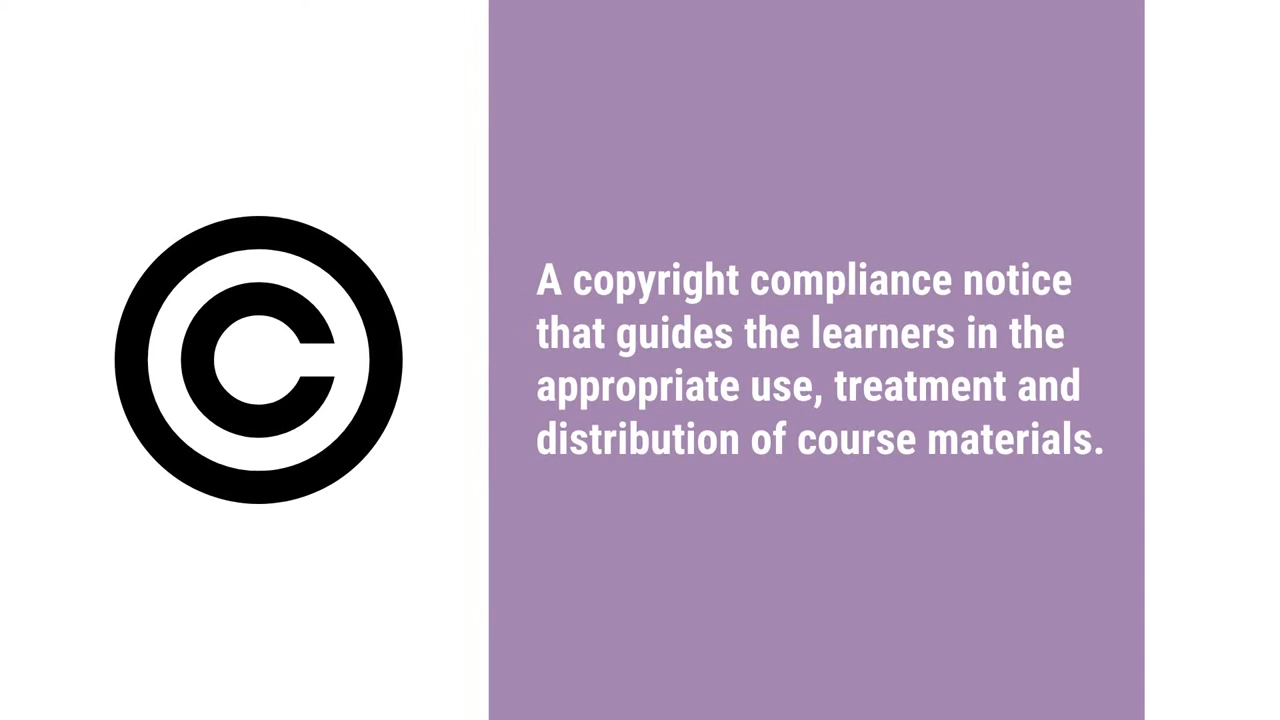 ©
A copyright compliance notice
that guides the learners in the
appropriate use, treatment and
distribution of course materials.